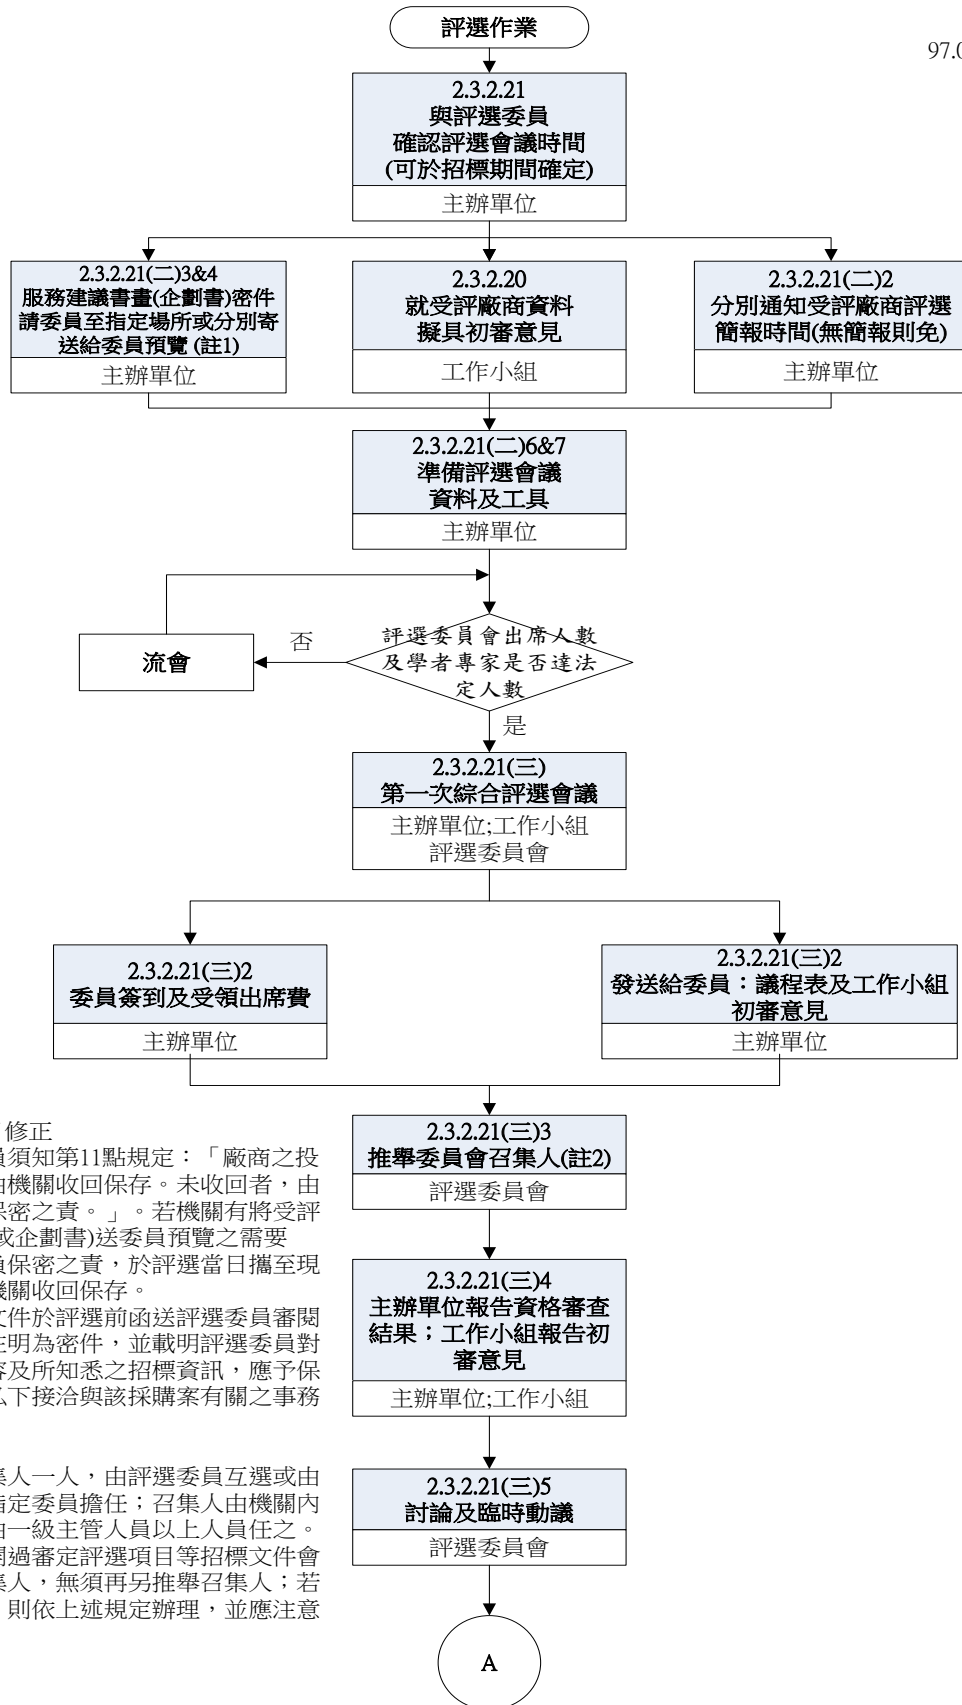 評選作業
97.0
2.3.2.21
與評選委員
確認評選會議時間
(可於招標期間確定)
主辦單位
2.3.2.21(二)3&4
服務建議書畫(企劃書)密件
請委員至指定場所或分別寄
送給委員預覽 (註1)
主辦單位
2.3.2.20
就受評廠商資料
擬具初審意見
工作小組
2.3.2.21(二)2
分別通知受評廠商評選
簡報時間(無簡報則免)
主辦單位
2.3.2.21(二)6&7
準備評選會議
資料及工具
主辦單位
評選委員會出席人數
及學者專家是否達法
定人數
否
流會
是
2.3.2.21(三)
第一次綜合評選會議
主辦單位;工作小組
評選委員會
2.3.2.21(三)2
委員簽到及受領出席費
主辦單位
2.3.2.21(三)2
發送給委員：議程表及工作小組
初審意見
主辦單位
2.3.2.21(三)3
推舉委員會召集人(註2)
評選委員會
2.3.2.21(三)4
主辦單位報告資格審查
結果；工作小組報告初
審意見
主辦單位;工作小組
2.3.2.21(三)5
討論及臨時動議
評選委員會
A
修正
員須知第11點規定：「廠商之投
由機關收回保存。未收回者，由
保密之責。」。若機關有將受評
或企劃書)送委員預覽之需要
負保密之責，於評選當日攜至現
機關收回保存。
文件於評選前函送評選委員審閱
註明為密件，並載明評選委員對
容及所知悉之招標資訊，應予保
私下接洽與該採購案有關之事務
集人一人，由評選委員互選或由
指定委員擔任；召集人由機關內
由一級主管人員以上人員任之。
開過審定評選項目等招標文件會
集人，無須再另推舉召集人；若
則依上述規定辦理，並應注意